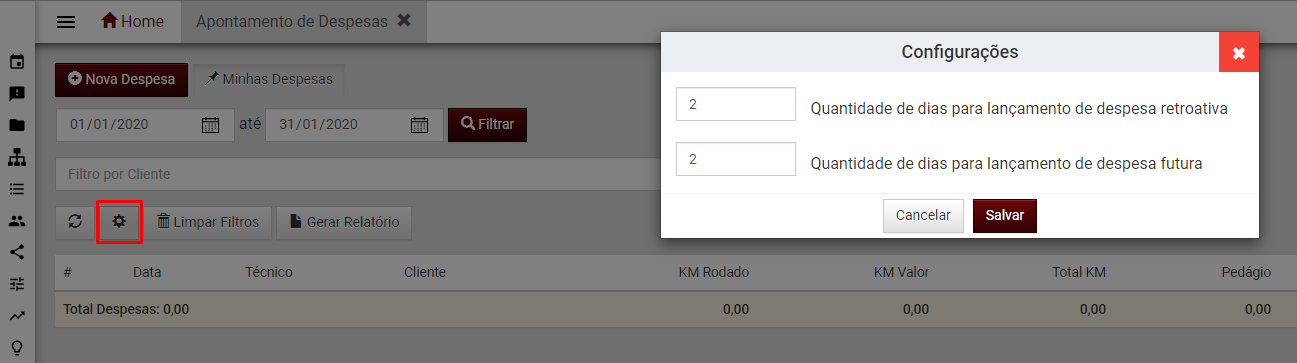 Home
Apontamento de Despesas
Configurações
Nova Despesa
Minhas Despesas
2
Quantidade de dias para lançamento de despesa retroativa
01/01/2020 até 31/01/2020 Filtrar
2
Quantidade de dias para lançamento de despesa futura
Filtro por Cliente
Cancelar Salvar
Limpar Filtros
Gerar Relatório
# Data Técnico Cliente KM Rodado KM Valor Total KM Pedágio
Total Despesas: 0,00 0,00 0,00 0,00 0,00